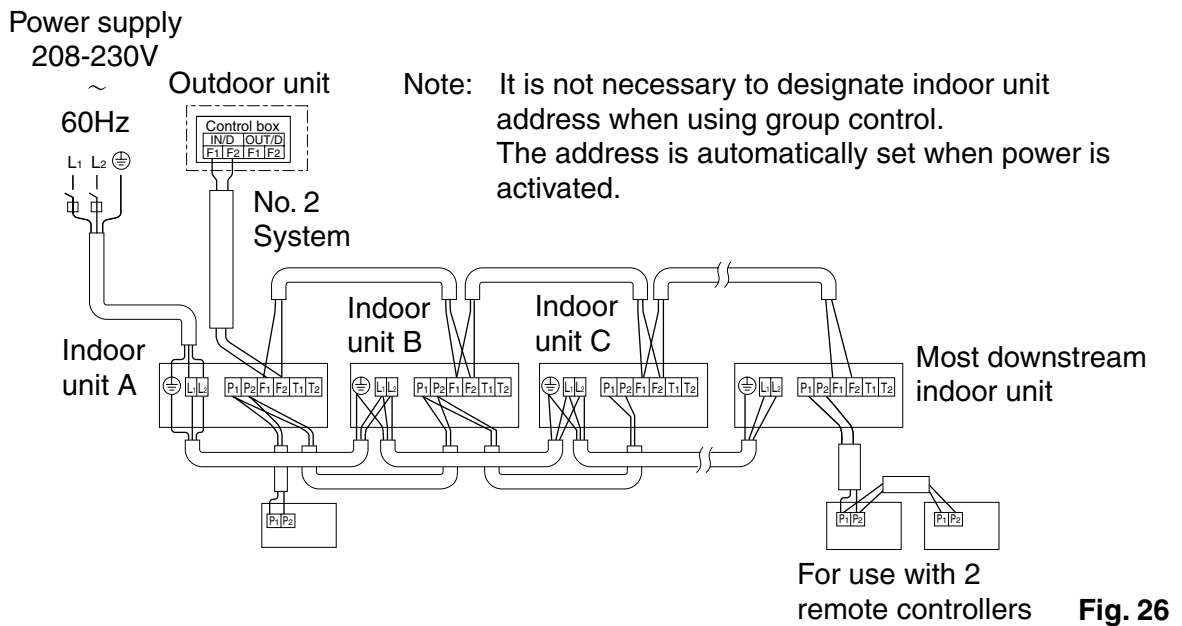 Power supply
208-230V
~
60Hz
L1 L2
Outdoor unit
Control box
IN/D OUT/D
F1 F2 F1 F2
No. 2
System
Note: It is not necessary to designate indoor unit
address when using group control.
The address is automatically set when power is
activated.
Indoor
unit A
Indoor
unit B
Indoor
unit C
Most downstream
indoor unit
L1 L2 P1 P2 F1 F2 T1 T2
L1 L2 P1 P2 F1 F2 T1 T2
L1 L2 P1 P2 F1 F2 T1 T2
L1 L2 P1 P2 F1 F2 T1 T2
P1 P2
P1 P2
P1 P2
For use with 2
remote controllers
Fig. 26